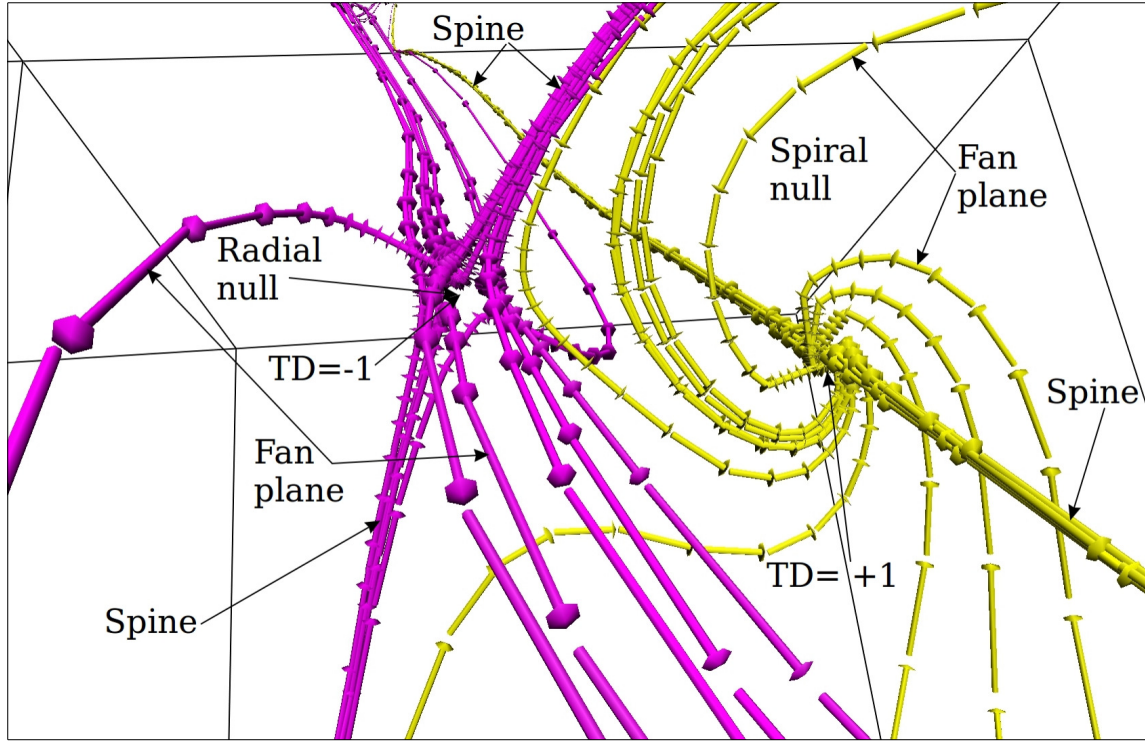 Spine
Spiral
null
Fan
plane
Radial
null
TD=-1
Spine
Fan
plane
TD= +1
Spine